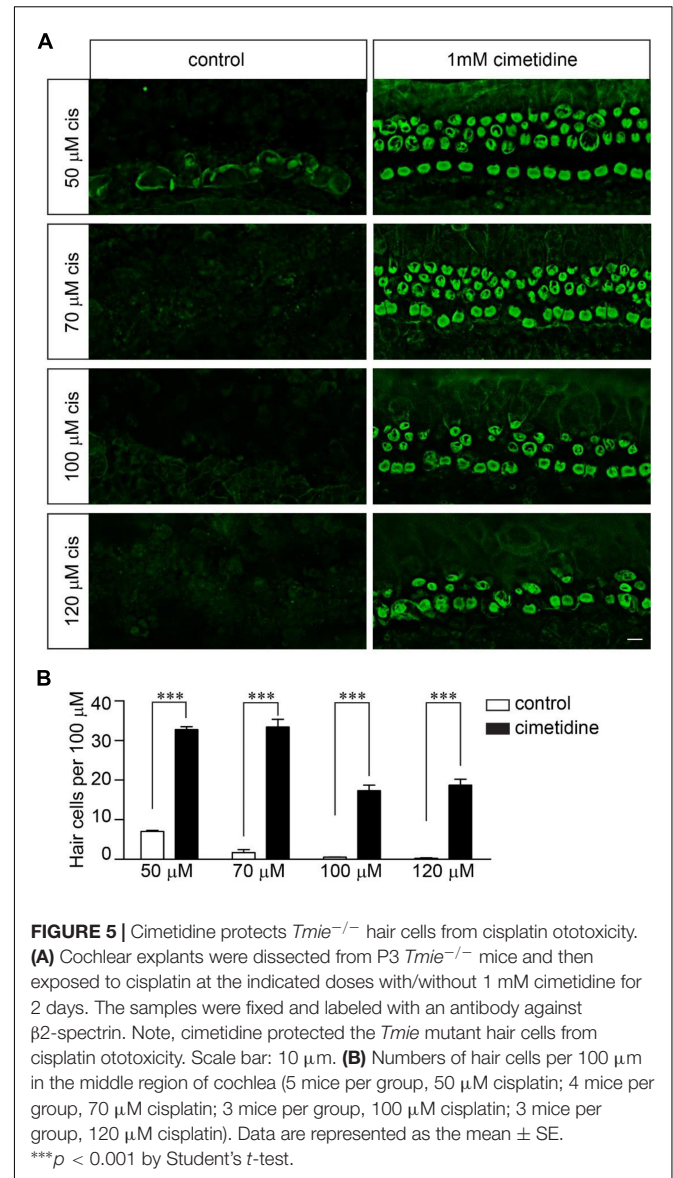 A
control 1mM cimetidine
50 μM cis
70 μM cis
100 μM cis
120 μM cis
B
Hair cells per 100 μM
40
30
20
10
0
*** *** *** ***
control
cimetidine
50 μM 70 μM 100 μM 120 μM
FIGURE 5 | Cimetidine protects Tmie−/− hair cells from cisplatin ototoxicity.
(A) Cochlear explants were dissected from P3 Tmie−/− mice and then
exposed to cisplatin at the indicated doses with/without 1 mM cimetidine for
2 days. The samples were fixed and labeled with an antibody against
β2-spectrin. Note, cimetidine protected the Tmie mutant hair cells from
cisplatin ototoxicity. Scale bar: 10 μm. (B) Numbers of hair cells per 100 μm
in the middle region of cochlea (5 mice per group, 50 μM cisplatin; 4 mice per
group, 70 μM cisplatin; 3 mice per group, 100 μM cisplatin; 3 mice per
group, 120 μM cisplatin). Data are represented as the mean ± SE.
***p < 0.001 by Student's t-test.